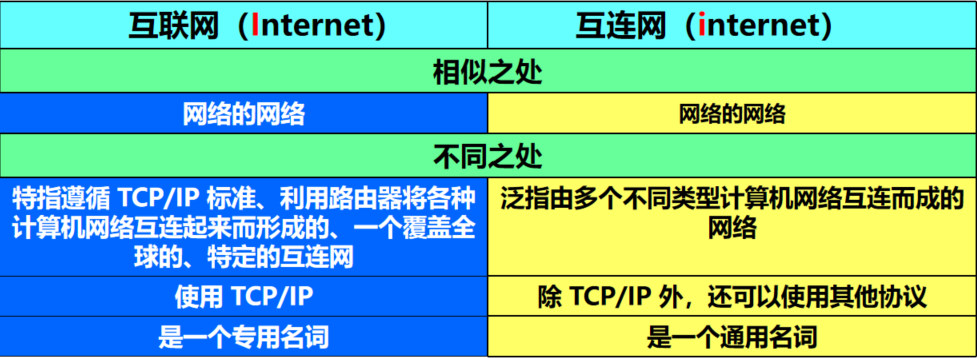 互联网（Internet）
互连网（internet）
相似之处
网络的网络
网络的网络
不同之处
特指遵循 TCP/IP 标准、利用路由器将各种
计算机网络互连起来而形成的、一个覆盖全
球的、特定的互连网
泛指由多个不同类型计算机网络互连而成的
网络
使用 TCP/IP
除 TCP/IP 外，还可以使用其他协议
是一个专用名词
是一个通用名词